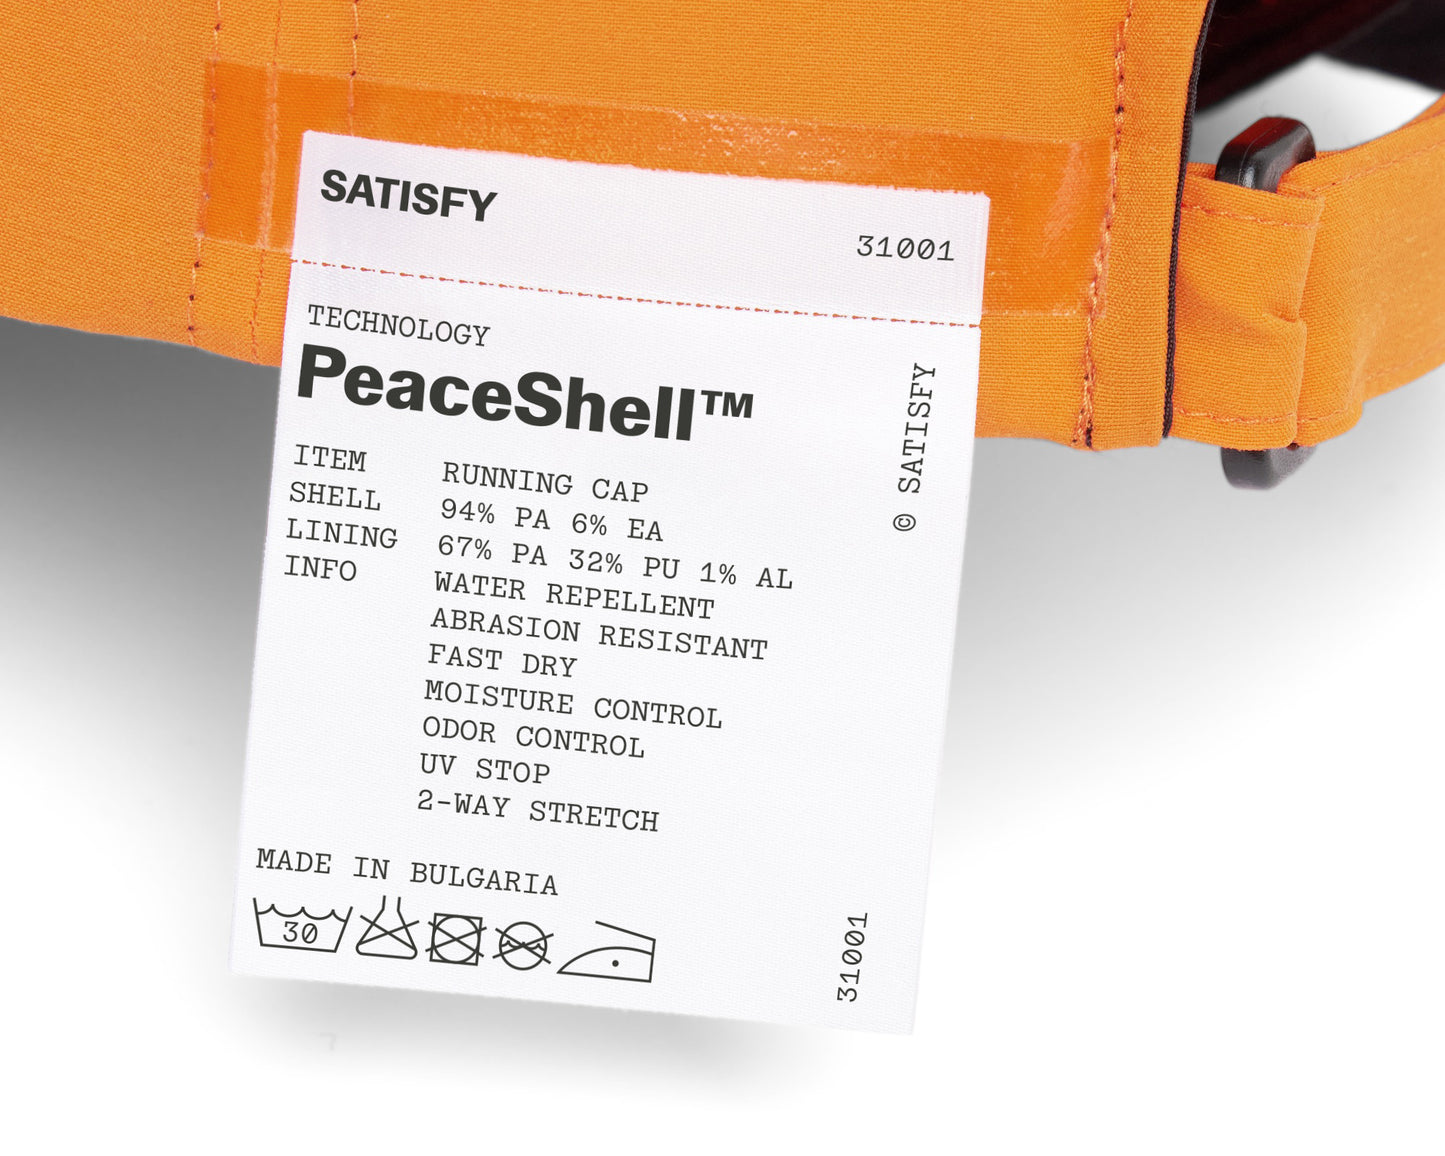 SATISFY
31001
TECHNOLOGY
PeaceShell™
© SATISFY
ITEM RUNNING CAP
SHELL 94% PA 6% EA
LINING 67% PA 32% PU 1% AL
INFO WATER REPELLENT
ABRASION RESISTANT
FAST DRY
MOISTURE CONTROL
ODOR CONTROL
UV STOP
2-WAY STRETCH
MADE IN BULGARIA
30
31001